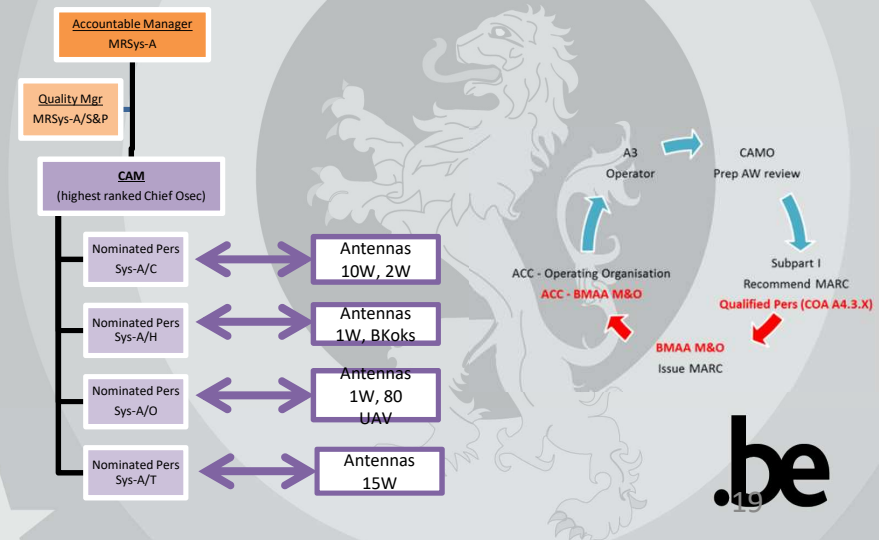 Accountable Manager
MRSys-A
Quality Mgr
MRSys-A/S&P
CAM
(highest ranked Chief Osec)
Nominated Pers
Sys-A/C
Antennas
10W, 2W
Nominated Pers
Sys-A/H
Antennas
1W, BKoks
Nominated Pers
Sys-A/O
Antennas
1W, 80
UAV
Nominated Pers
Sys-A/T
Antennas
15W
A3
Operator
CAMO
Prep AW review
Subpart I
Recommend MARC
Qualified Pers (COA A4.3.X)
BMAA M&O
Issue MARC
ACC - Operating Organisation
ACC - BMAA M&O
.be
19